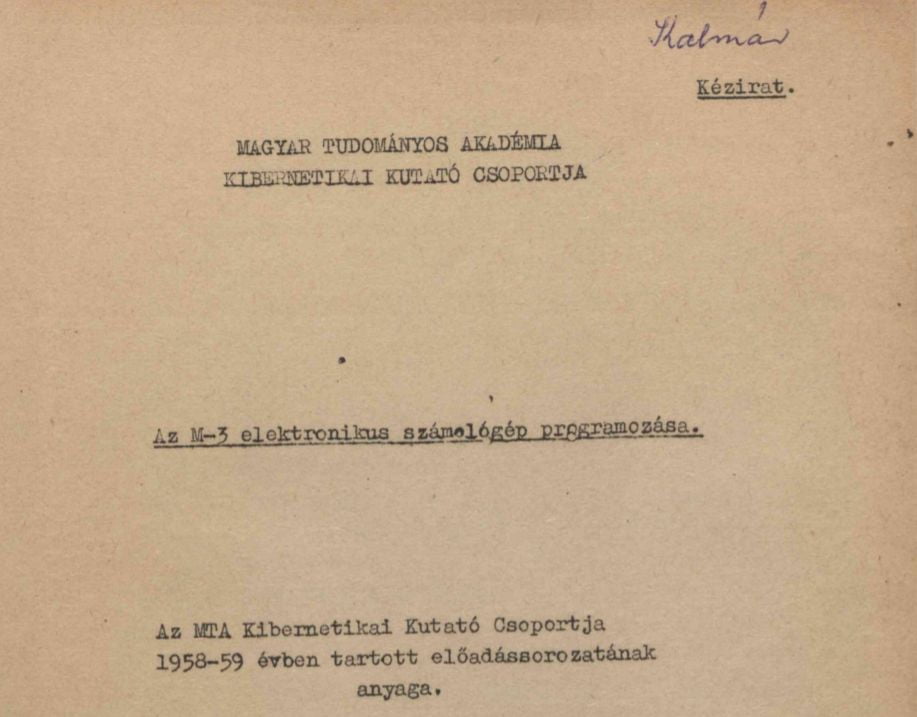 Kalmár
Kézirat.
MAGYAR TUDOMÁNYOS AKADÉMIA
KIBERNETIKAI KUTATÓ CSOPORTJA
Az M-3 elektronikus számológép programozása.
Az MTA Kibernetikai Kutató Csoportja
1958-59 évben tartott előadássorozatának
anyaga.